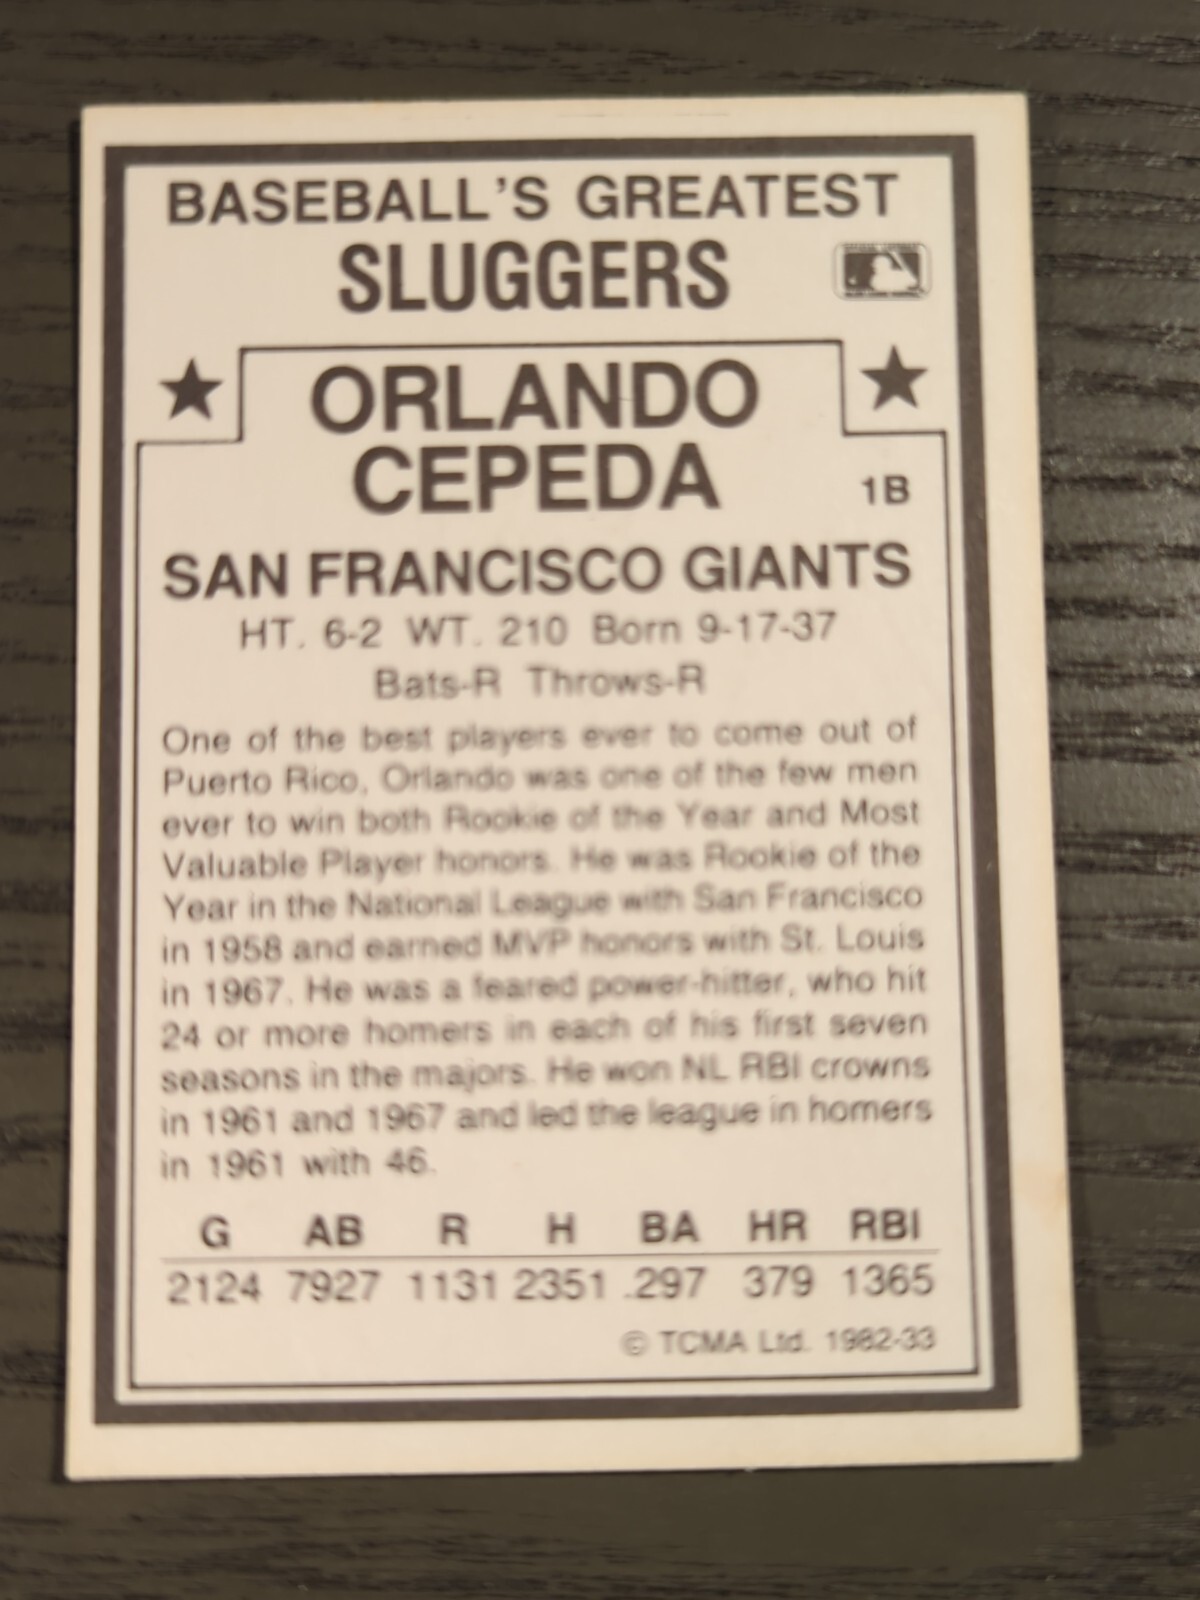 BASEBALL'S GREATEST
SLUGGERS
ORLANDO
CEPEDA
1B
SAN FRANCISCO GIANTS
HT. 6-2 WT. 210 Born 9-17-37
Bats-R Throws-R
One of the best players ever to come out of
Puerto Rico, Orlando was one of the few men
ever to win both Rookie of the Year and Most
Valuable Player honors. He was Rookie of the
Year in the National League with San Francisco
in 1958 and earned MVP honors with St. Louis
in 1967. He was a feared power-hitter, who hit
24 or more homers in each of his first seven
seasons in the majors. He won NL RBI crowns
in 1961 and 1967 and led the league in homers
in 1961 with 46.
G AB R H BA HR RBI
2124 7927 1131 2351 .297 379 1365
© TCMA Ltd. 1982-33